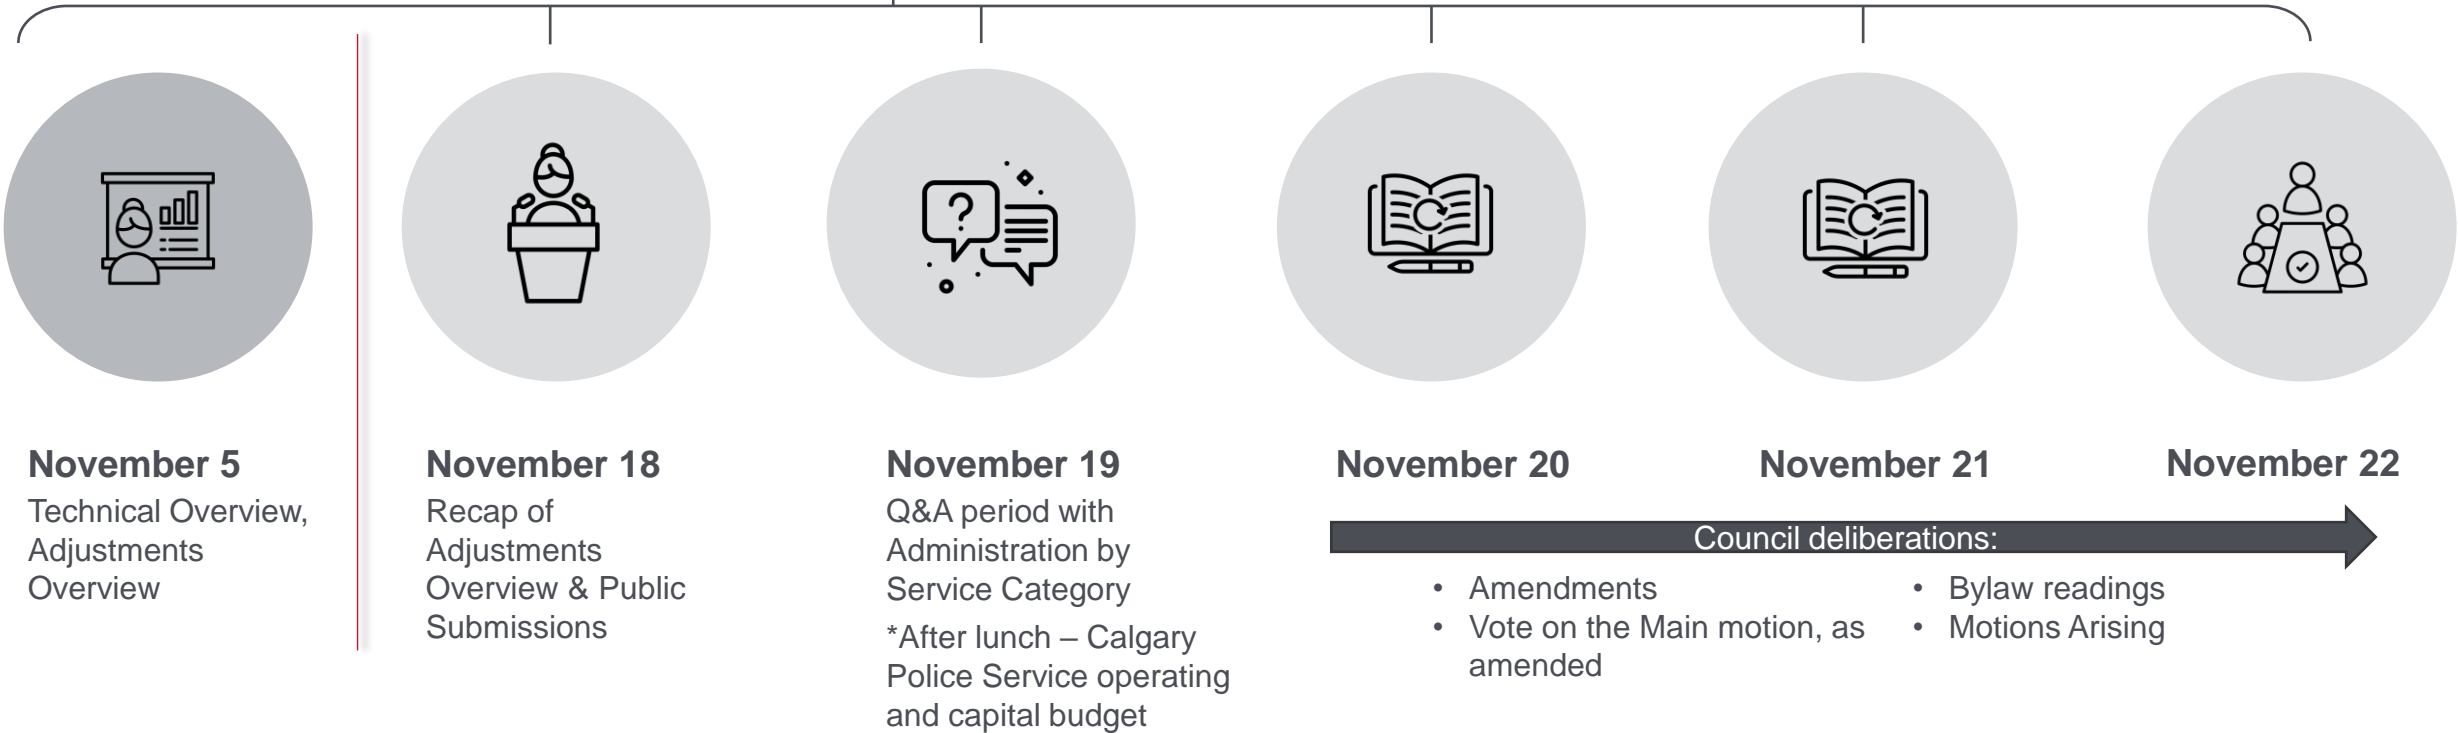 November 5
Technical Overview,
Adjustments
Overview
November 18
Recap of
Adjustments
Overview & Public
Submissions
November 19
Q&A period with
Administration by
Service Category
*After lunch – Calgary
Police Service operating
and capital budget
November 20
November 21
November 22
Council deliberations:
• Amendments
• Vote on the Main motion, as
amended
• Bylaw readings
• Motions Arising
?